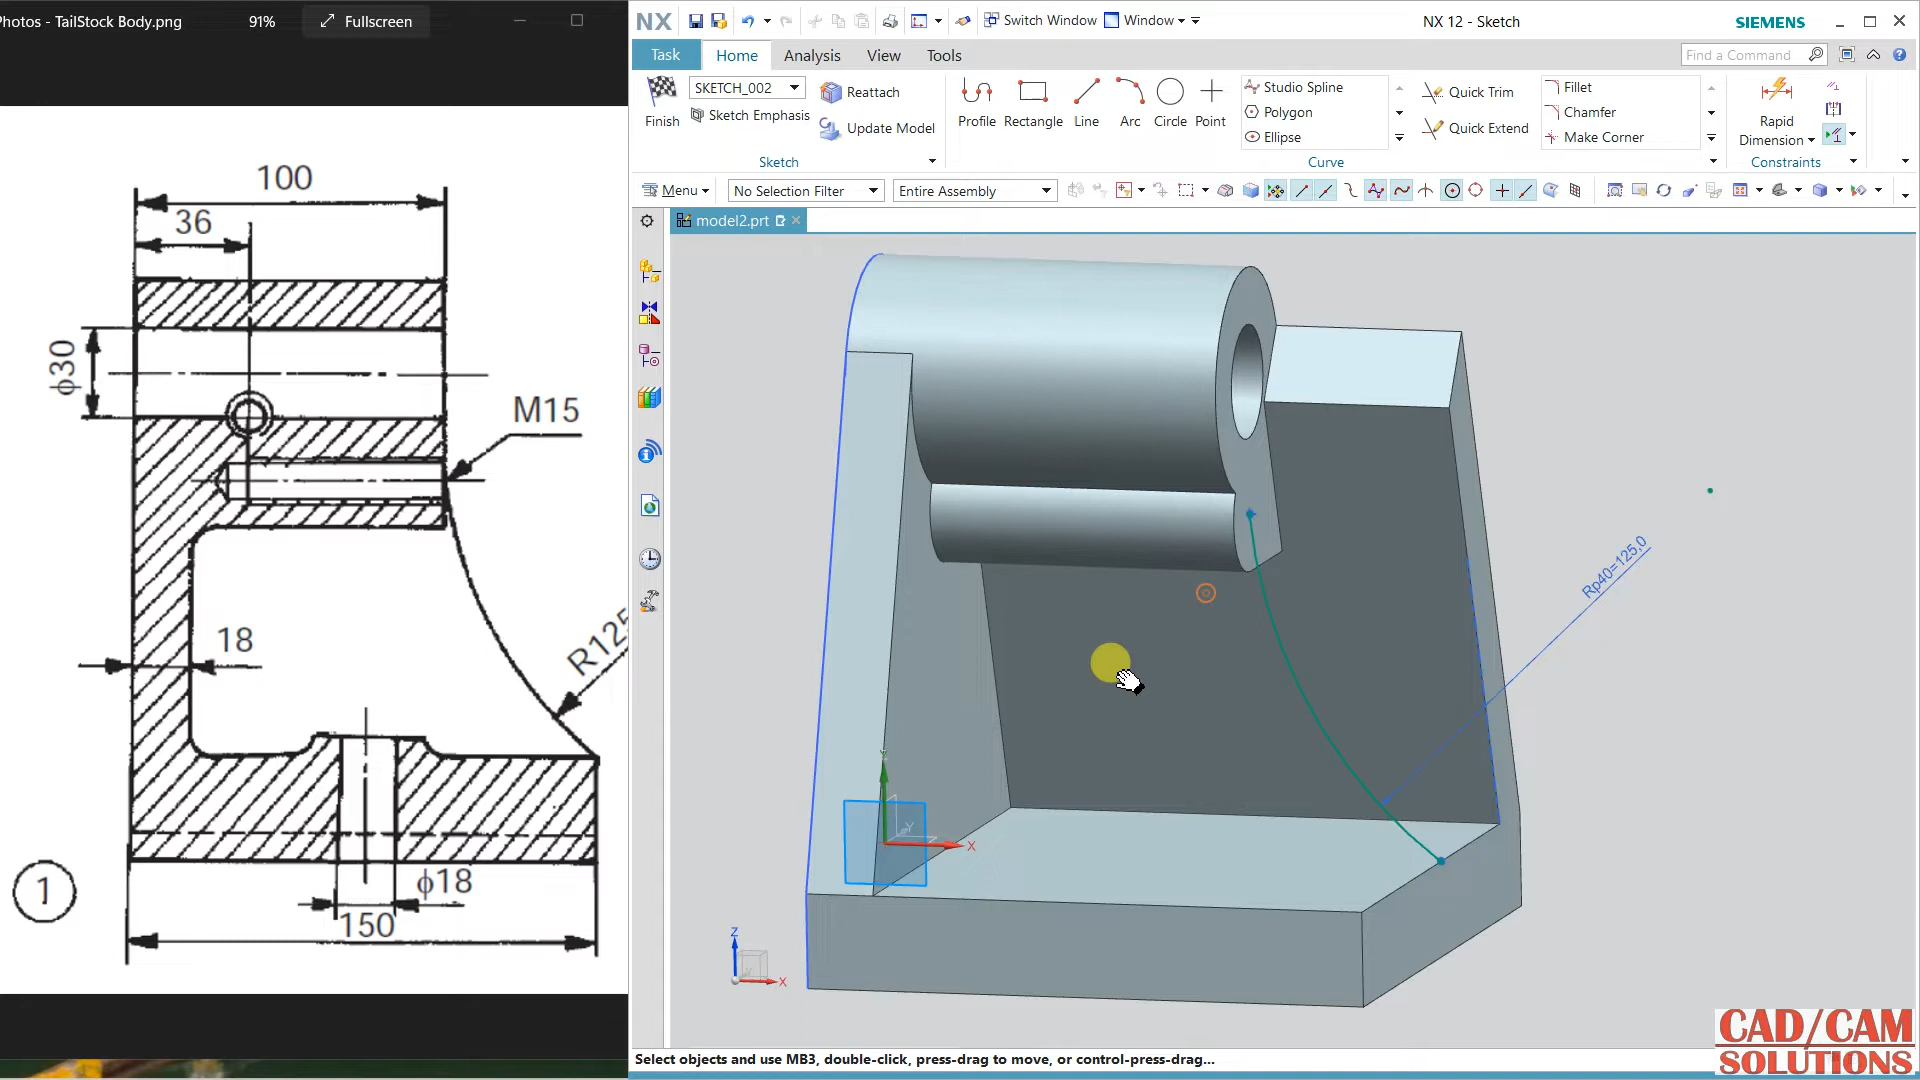 Photos - TailStock Body.png
91%
Fullscreen
100
36
ϕ30
M15
18
R125
ϕ18
150
1
NX
Switch Window
Window
NX 12 - Sketch
SIEMENS
Task
Home
Analysis
View
Tools
Find a Command
SKETCH_002
Finish
Sketch Emphasis
Reattach
Update Model
Sketch
Profile
Rectangle
Line
Arc
Circle
Point
Studio Spline
Polygon
Ellipse
Quick Trim
Quick Extend
Fillet
Chamfer
Make Corner
Curve
Rapid
Dimension
Constraints
Menu
No Selection Filter
Entire Assembly
model2.prt
Rp40=125,0
Y
Y
X
Z
X
Select objects and use MB3, double-click, press-drag to move, or control-press-drag...
CAD/CAM
SOLUTIONS